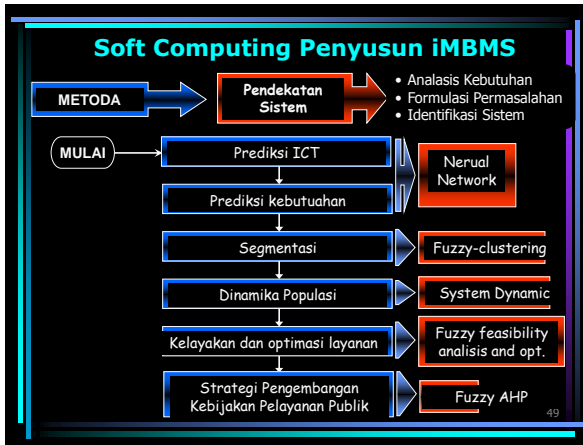 Soft Computing Penyusun iMBMS
METODA
Pendekatan
Sistem
• Analasis Kebutuhan
• Formulasi Permasalahan
• Identifikasi Sistem
MULAI
Prediksi ICT
Nerual
Network
Prediksi kebutuahan
Segmentasi
Fuzzy-clustering
Dinamika Populasi
System Dynamic
Kelayakan dan optimasi layanan
Fuzzy feasibility
analisis and opt.
Strategi Pengembangan
Kebijakan Pelayanan Publik
Fuzzy AHP
49